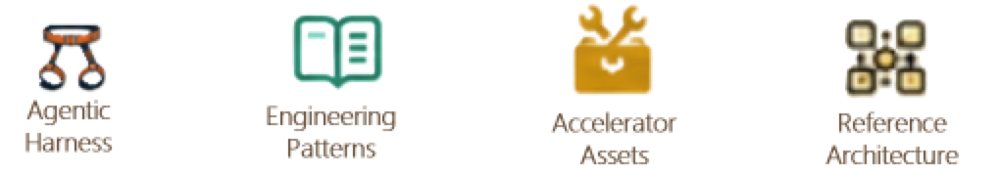 Agentic
Harness
Engineering
Patterns
Accelerator
Assets
Reference
Architecture